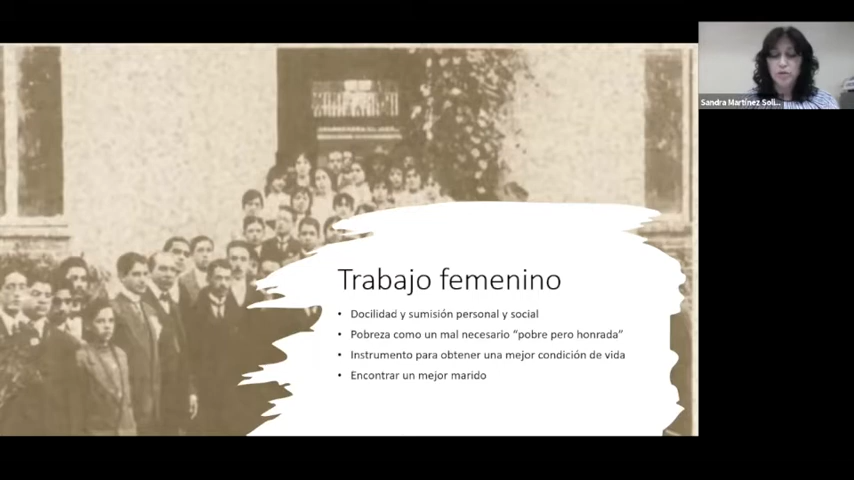 Sandra Martínez Soli...
Trabajo femenino
• Docilidad y sumisión personal y social
• Pobreza como un mal necesario “pobre pero honrada”
• Instrumento para obtener una mejor condición de vida
• Encontrar un mejor marido